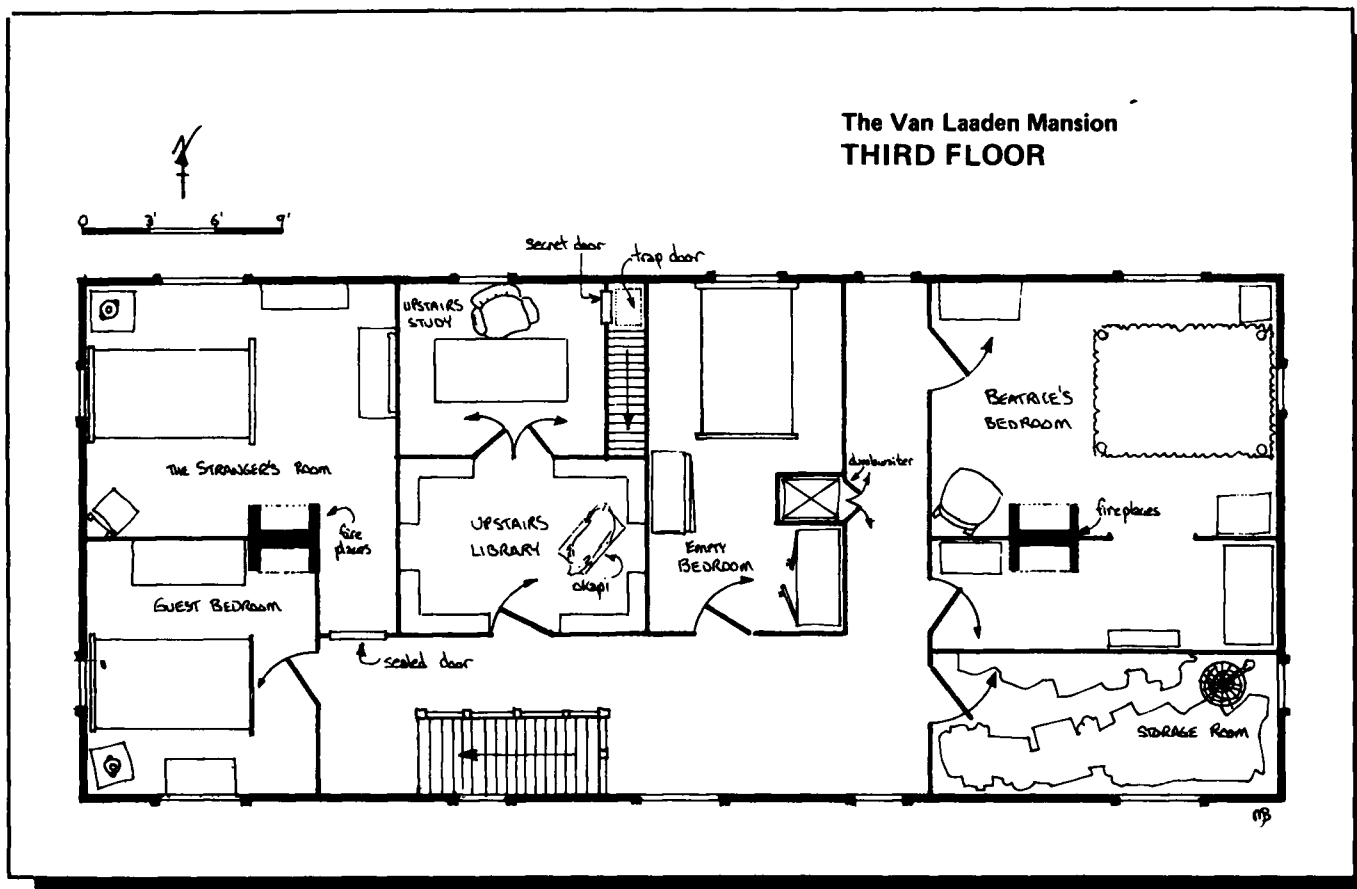 The Van Laaden Mansion
THIRD FLOOR
N
0 3' 6' 9'
secret door
trap door
UPSTAIRS
STUDY
BEATRICE'S
BEDROOM
THE STRANGER'S ROOM
dumbwaiter
fire
places
UPSTAIRS
LIBRARY
okapi
EMPTY
BEDROOM
fireplaces
GUEST BEDROOM
sealed door
STORAGE ROOM
MB